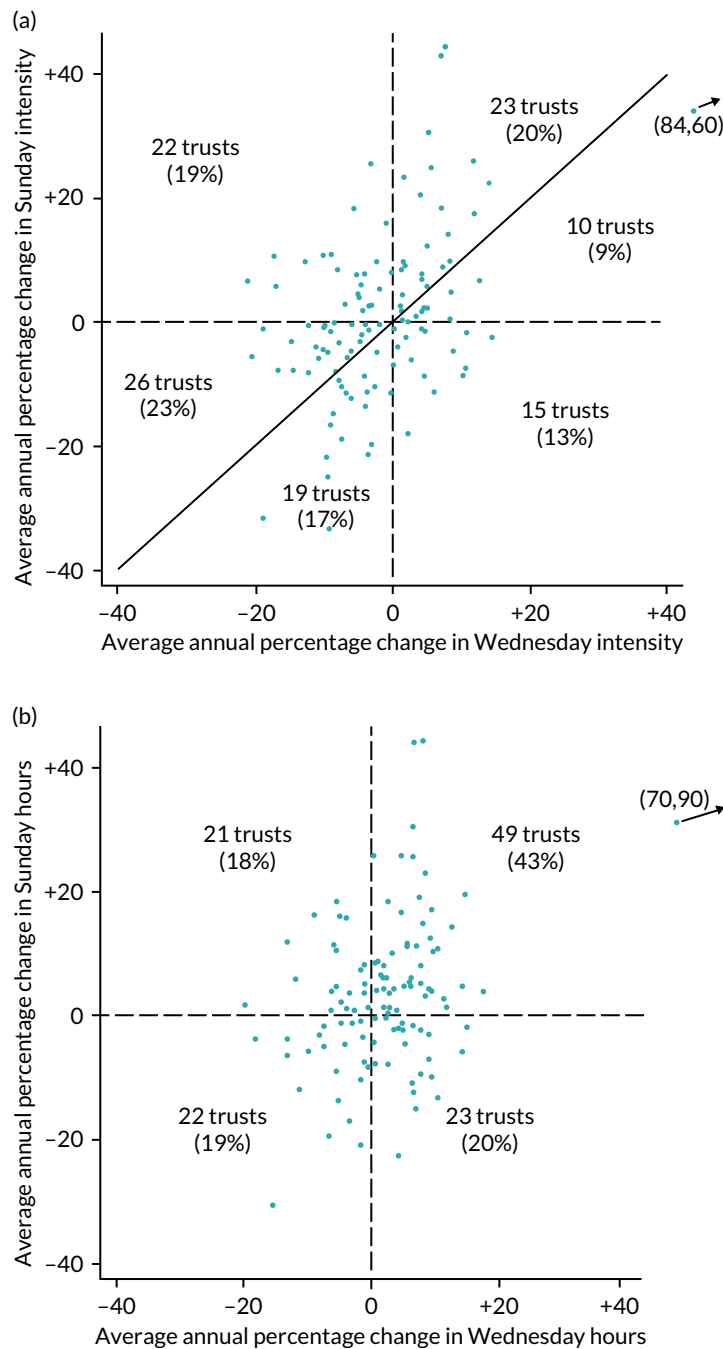 (a)
Average annual percentage change in Sunday intensity
+40
+20
0
−20
−40
22 trusts
(19%)
23 trusts
(20%)
(84,60)
10 trusts
(9%)
26 trusts
(23%)
15 trusts
(13%)
19 trusts
(17%)
−40
−20
0
+20
+40
Average annual percentage change in Wednesday intensity
(b)
Average annual percentage change in Sunday hours
+40
+20
0
−20
−40
(70,90)
21 trusts
(18%)
49 trusts
(43%)
22 trusts
(19%)
23 trusts
(20%)
−40
−20
0
+20
+40
Average annual percentage change in Wednesday hours